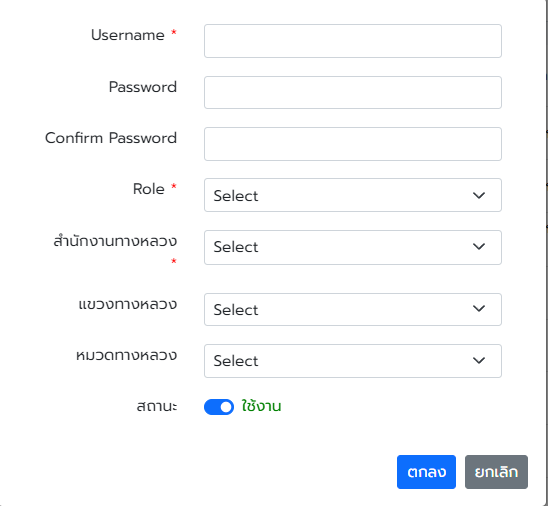 Username *
Password
Confirm Password
Role * Select
สำนักงานทางหลวง Select
*
แขวงทางหลวง Select
หมวดทางหลวง Select
สถานะ ใช้งาน
ตกลง ยกเลิก